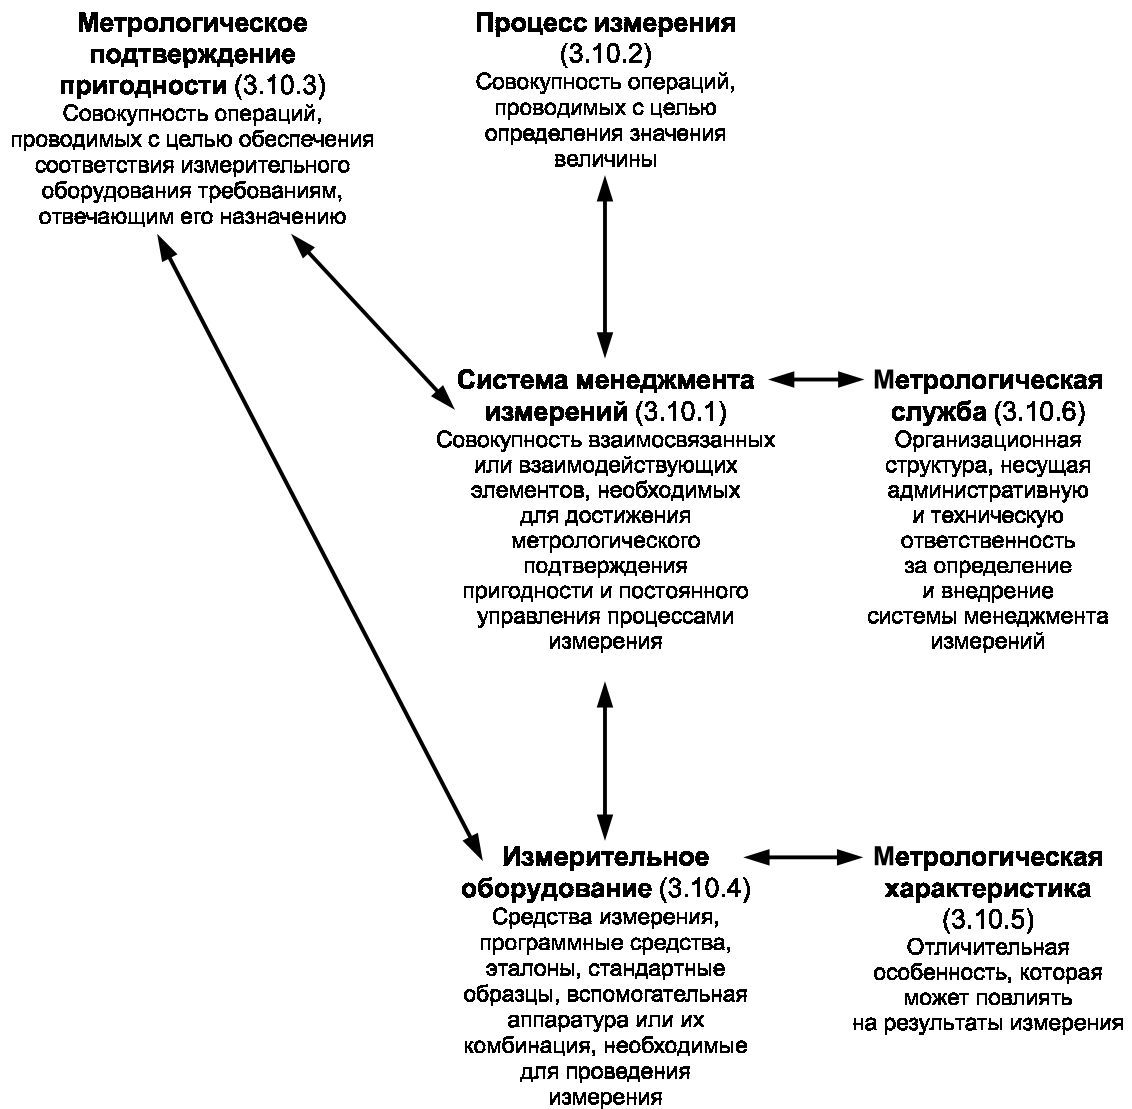 Метрологическое
подтверждение
пригодности (3.10.3)
Совокупность операций,
проводимых с целью обеспечения
соответствия измерительного
оборудования требованиям,
отвечающим его назначению
Процесс измерения
(3.10.2)
Совокупность операций,
проводимых с целью
определения значения
величины
Система менеджмента
измерений (3.10.1)
Совокупность взаимосвязанных
или взаимодействующих
элементов, необходимых
для достижения
метрологического
подтверждения
пригодности и постоянного
управления процессами
измерения
Метрологическая
служба (3.10.6)
Организационная
структура, несущая
административную
и техническую
ответственность
за определение
и внедрение
системы менеджмента
измерений
Измерительное
оборудование (3.10.4)
Средства измерения,
программные средства,
эталоны, стандартные
образцы, вспомогательная
аппаратура или их
комбинация, необходимые
для проведения
измерения
Метрологическая
характеристика
(3.10.5)
Отличительная
особенность, которая
может повлиять
на результаты измерения